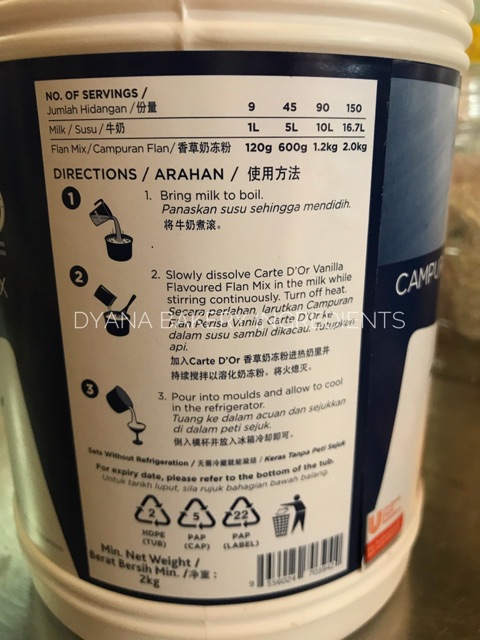 NO. OF SERVINGS /
Jumlah Hidangan / 份量 9 45 90 150
Milk / Susu / 牛奶 1L 5L 10L 16.7L
Flan Mix / Campuran Flan / 香草奶冻粉 120g 600g 1.2kg 2.0kg
DIRECTIONS / ARAHAN / 使用方法
1
1. Bring milk to boil.
Panaskan susu sehingga mendidih.
将牛奶煮滚。
2
2. Slowly dissolve Carte D'Or Vanilla
Flavoured Flan Mix in the milk while
stirring continuously. Turn off heat.
Secara perlahan, larutkan Campuran
Flan Perisa Vanila Carte D'Or ke
dalam susu sambil dikacau. Tutupkan
api.
加入Carte D'Or 香草奶冻粉进热奶里并
持续搅拌以溶化奶冻粉。将火熄灭。
3
3. Pour into moulds and allow to cool
in the refrigerator.
Tuang ke dalam acuan dan sejukkan
di dalam peti sejuk.
倒入模杯并放入冰箱冷却即可。
Sets Without Refrigeration / 无需冷藏就能凝结 / Keras Tanpa Peti Sejuk
For expiry date, please refer to the bottom of the tub.
Untuk tarikh luput, sila rujuk bahagian bawah balang.
2 5 22
HDPE PAP PAP
(TUB) (CAP) (LABEL)
Min. Net Weight /
Berat Bersih Min. / 净重：
2kg
9 556024 703942
CAMPU
DYANA BAKERY INGREDIENTS